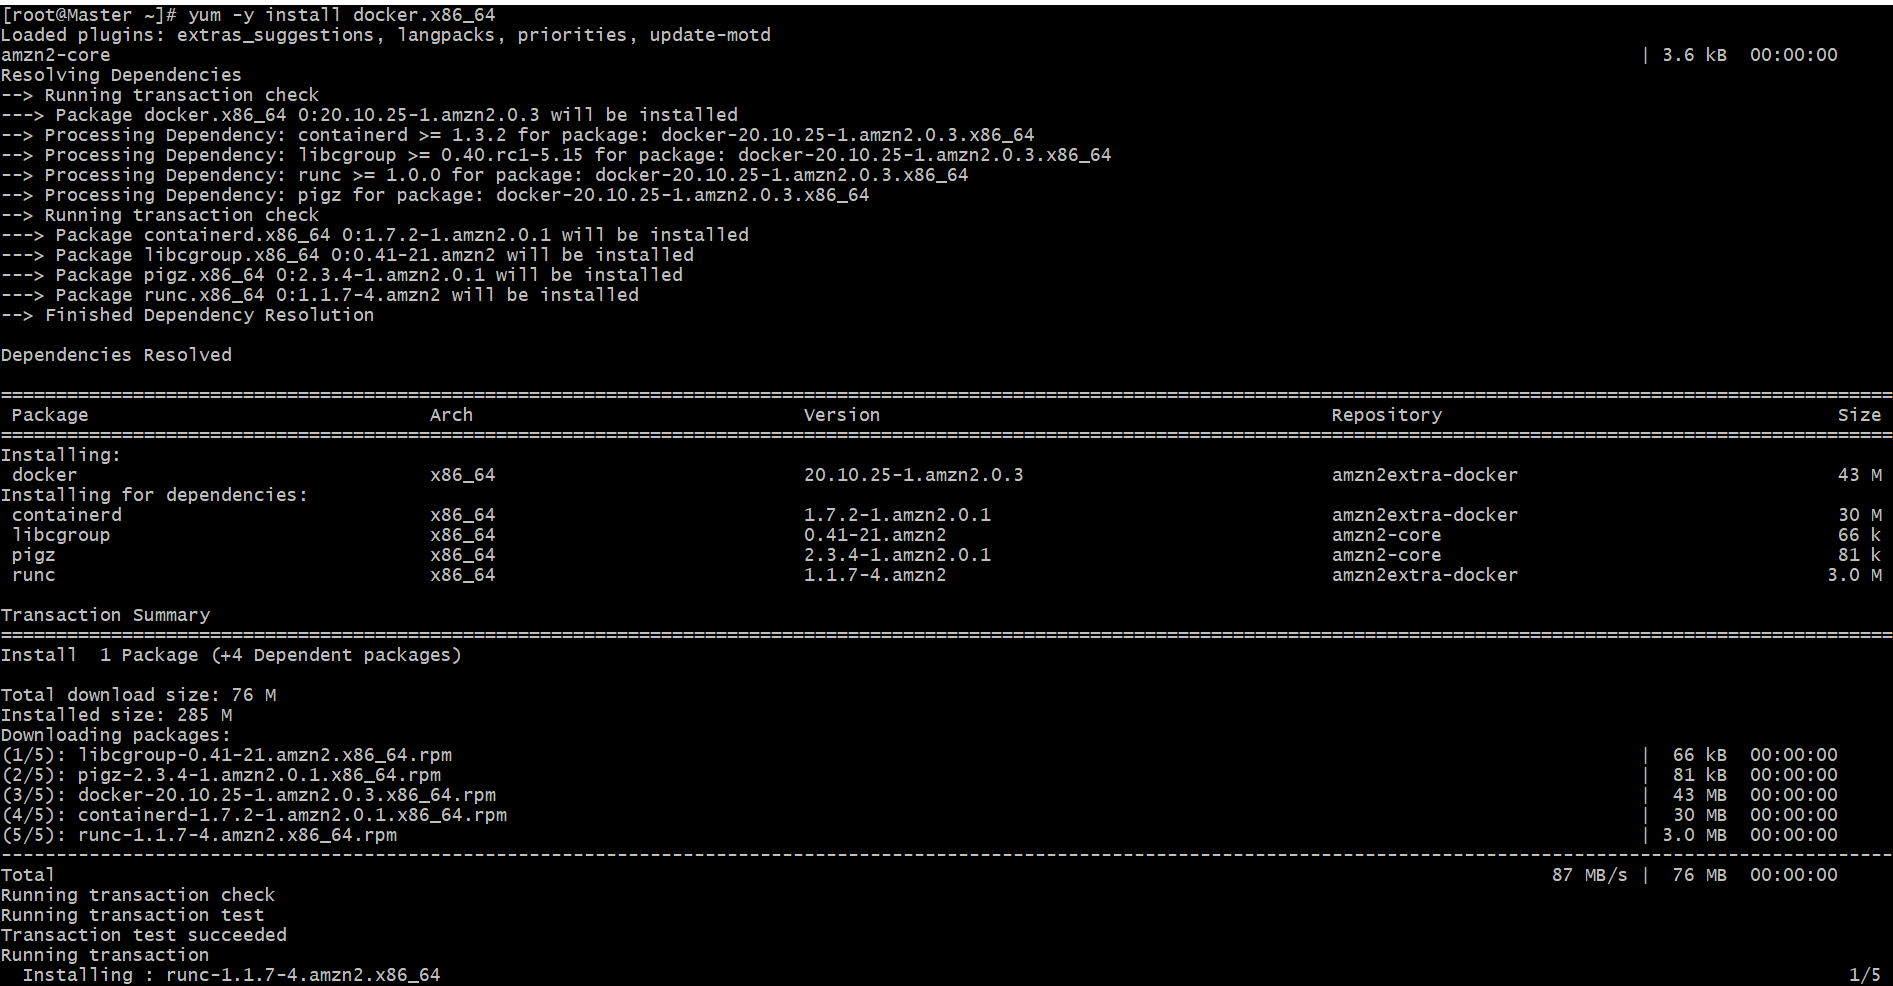 [root@Master ~]# yum -y install docker.x86_64
Loaded plugins: extras_suggestions, langpacks, priorities, update-motd
amzn2-core | 3.6 kB 00:00:00
Resolving Dependencies
--> Running transaction check
---> Package docker.x86_64 0:20.10.25-1.amzn2.0.3 will be installed
--> Processing Dependency: containerd >= 1.3.2 for package: docker-20.10.25-1.amzn2.0.3.x86_64
--> Processing Dependency: libcgroup >= 0.40.rc1-5.15 for package: docker-20.10.25-1.amzn2.0.3.x86_64
--> Processing Dependency: runc >= 1.0.0 for package: docker-20.10.25-1.amzn2.0.3.x86_64
--> Processing Dependency: pigz for package: docker-20.10.25-1.amzn2.0.3.x86_64
--> Running transaction check
---> Package containerd.x86_64 0:1.7.2-1.amzn2.0.1 will be installed
---> Package libcgroup.x86_64 0:0.41-21.amzn2 will be installed
---> Package pigz.x86_64 0:2.3.4-1.amzn2.0.1 will be installed
---> Package runc.x86_64 0:1.1.7-4.amzn2 will be installed
--> Finished Dependency Resolution
Dependencies Resolved
Package Arch Version Repository Size
Installing:
docker x86_64 20.10.25-1.amzn2.0.3 amzn2extra-docker 43 M
Installing for dependencies:
containerd x86_64 1.7.2-1.amzn2.0.1 amzn2extra-docker 30 M
libcgroup x86_64 0.41-21.amzn2 amzn2-core 66 k
pigz x86_64 2.3.4-1.amzn2.0.1 amzn2-core 81 k
runc x86_64 1.1.7-4.amzn2 amzn2extra-docker 3.0 M
Transaction Summary
Install 1 Package (+4 Dependent packages)
Total download size: 76 M
Installed size: 285 M
Downloading packages:
(1/5): libcgroup-0.41-21.amzn2.x86_64.rpm | 66 kB 00:00:00
(2/5): pigz-2.3.4-1.amzn2.0.1.x86_64.rpm | 81 kB 00:00:00
(3/5): docker-20.10.25-1.amzn2.0.3.x86_64.rpm | 43 MB 00:00:00
(4/5): containerd-1.7.2-1.amzn2.0.1.x86_64.rpm | 30 MB 00:00:00
(5/5): runc-1.1.7-4.amzn2.x86_64.rpm | 3.0 MB 00:00:00
Total 87 MB/s | 76 MB 00:00:00
Running transaction check
Running transaction test
Transaction test succeeded
Running transaction
Installing : runc-1.1.7-4.amzn2.x86_64 1/5